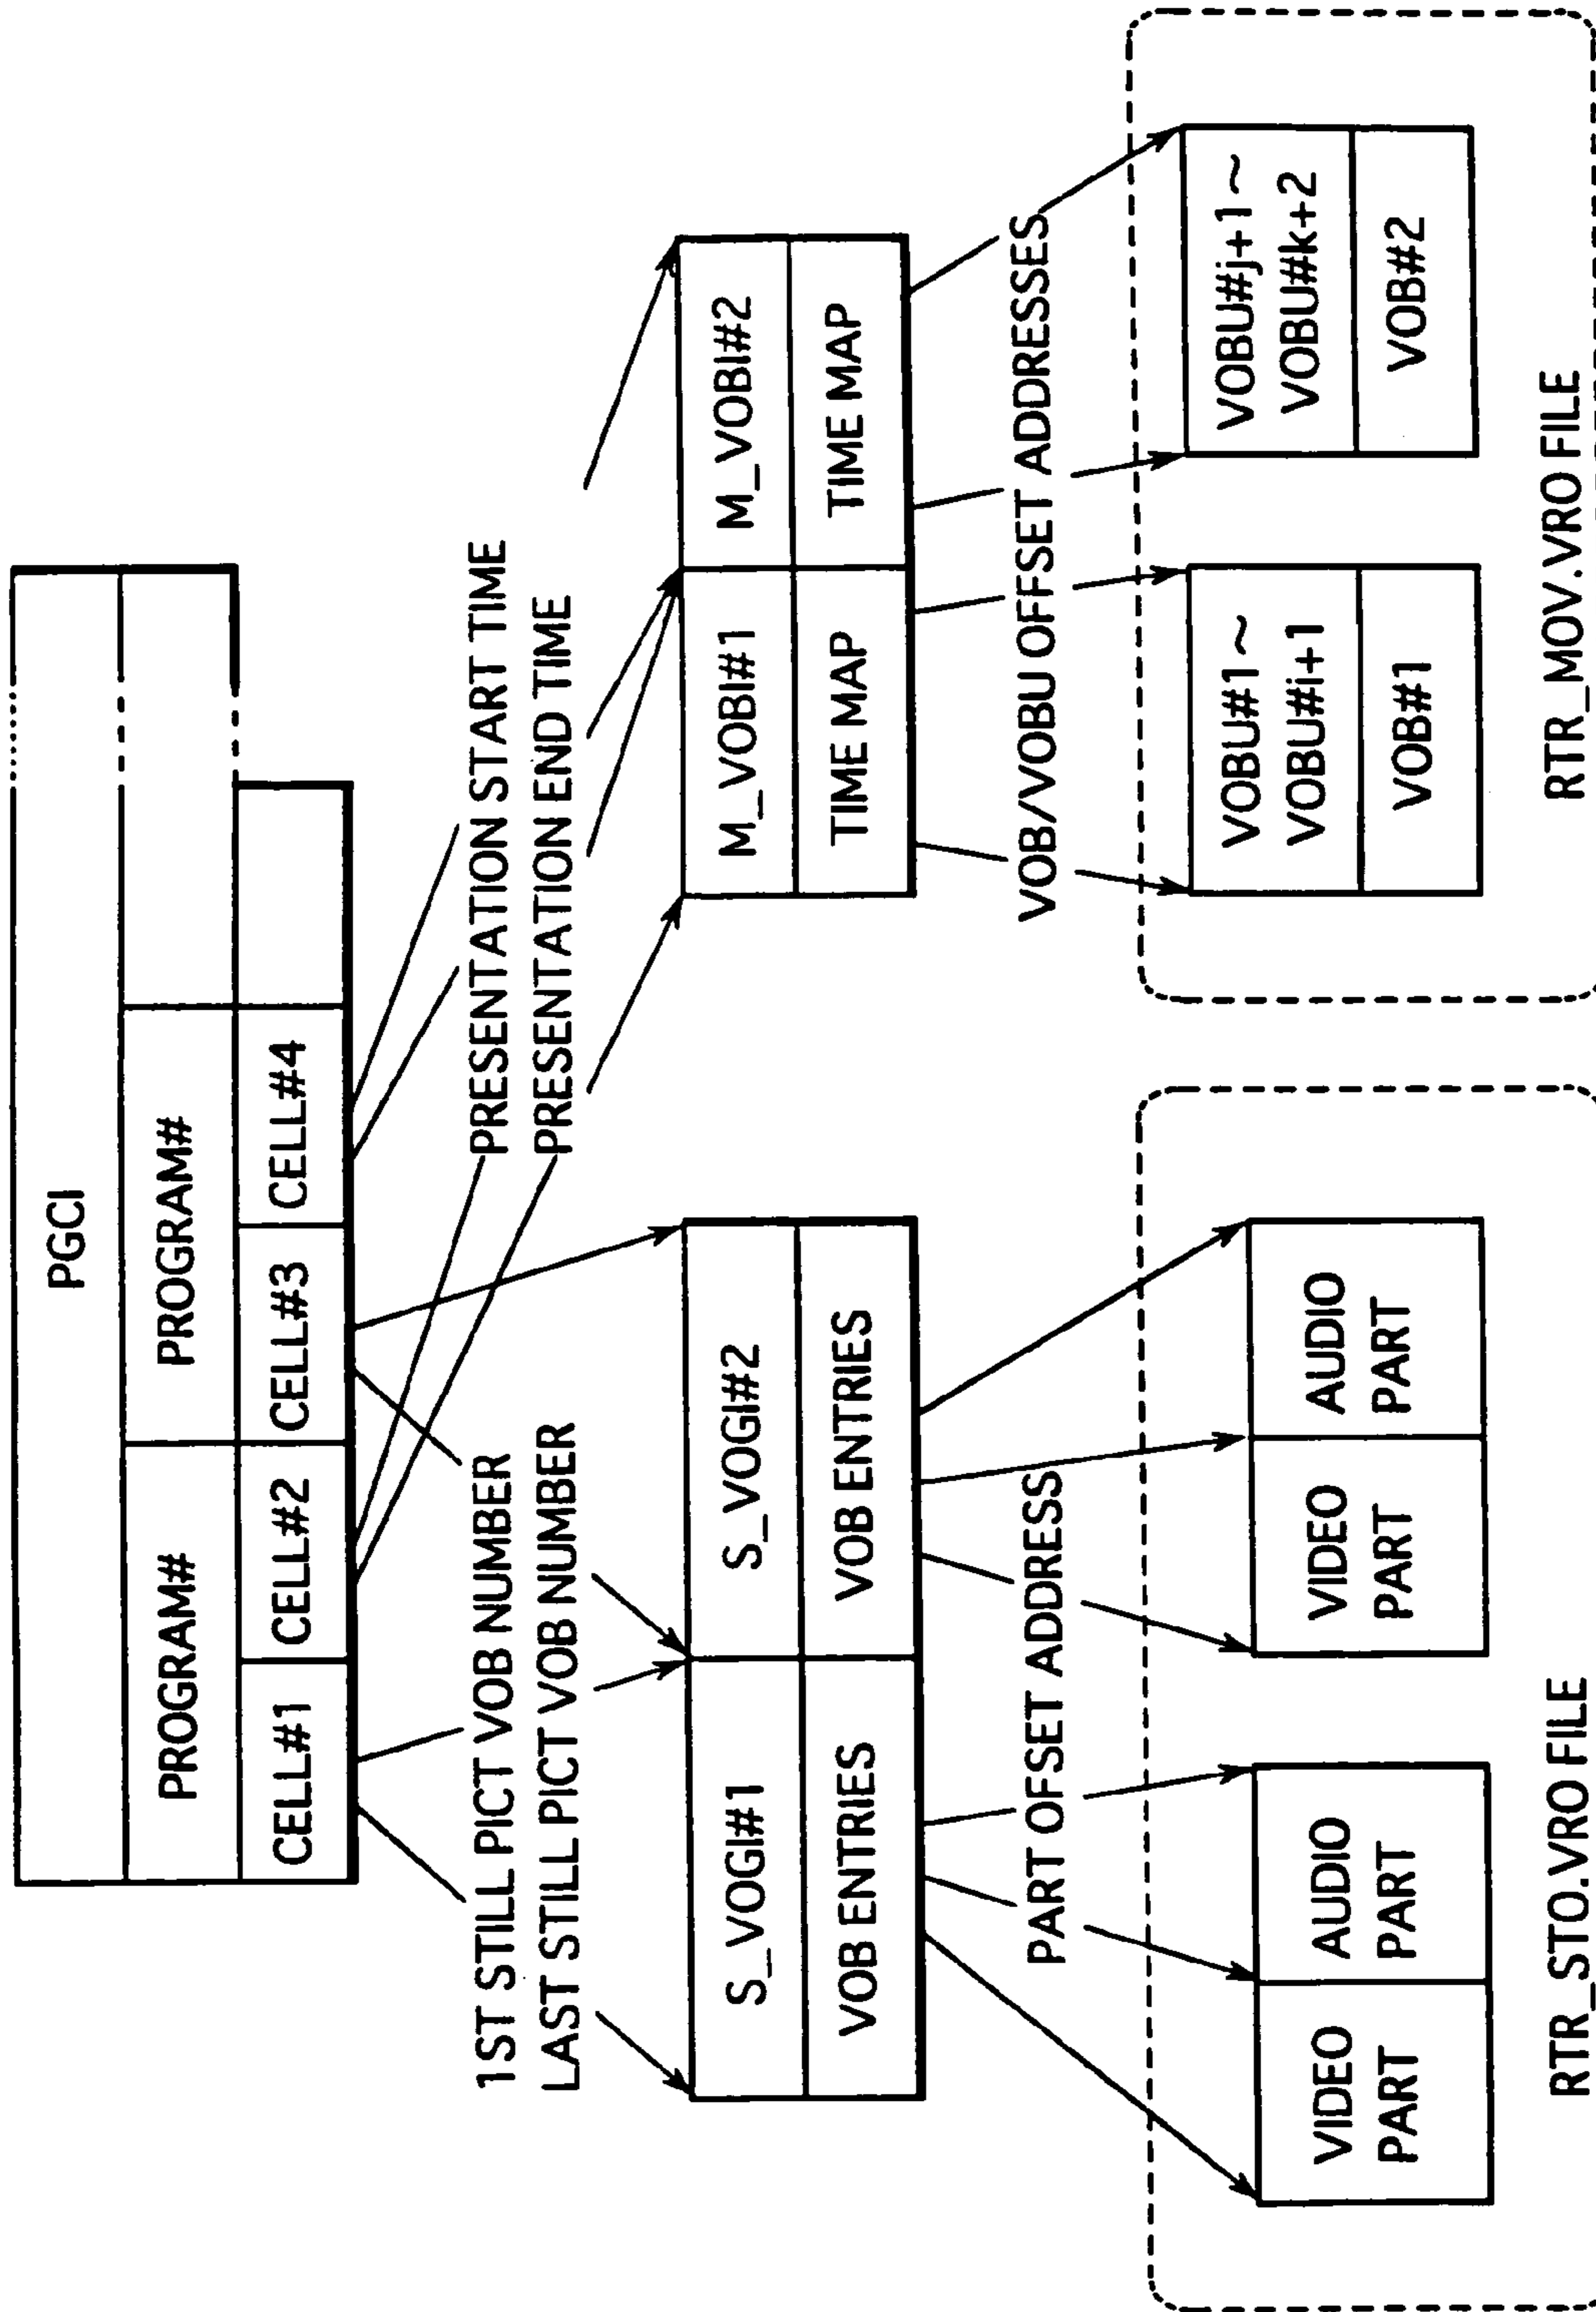 PGCI
PROGRAM#
PROGRAM#
CELL#1
CELL#2
CELL#3
CELL#4
1ST STILL PICT VOB NUMBER
LAST STILL PICT VOB NUMBER
PRESENTATION START TIME
PRESENTATION END TIME
S_VOGI#1
S_VOGI#2
VOB ENTRIES
VOB ENTRIES
M_VOBI#1
M_VOBI#2
TIME MAP
TIME MAP
PART OFFSET ADDRESS
VOB/VOBU OFFSET ADDRESSES
VIDEO
PART
AUDIO
PART
VIDEO
PART
AUDIO
PART
VOBU#1~
VOBU#i+1
VOB#1
VOBU#j+1~
VOBU#k+2
VOB#2
RTR_STO.VRO FILE
RTR_MOV.VRO FILE